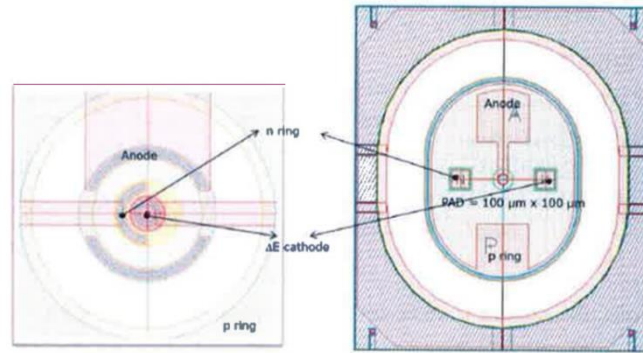 Anode
n ring
ΔE cathode
p ring
Anode
A
PAD = 100 µm x 100 µm
P
p ring